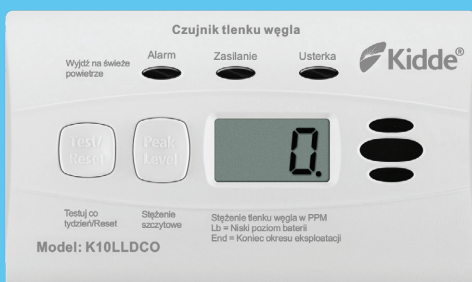 Czujnik tlenku węgla
Wyjdź na świeże
powietrze
Alarm
Zasilanie
Usterka
Kidde®
Test/
Reset
Peak
Level
0.
Testuj co
tydzień/Reset
Stężenie
szczytowe
Stężenie tlenku węgla w PPM
Lb = Niski poziom baterii
End = Koniec okresu eksploatacji
Model: K10LLDCO